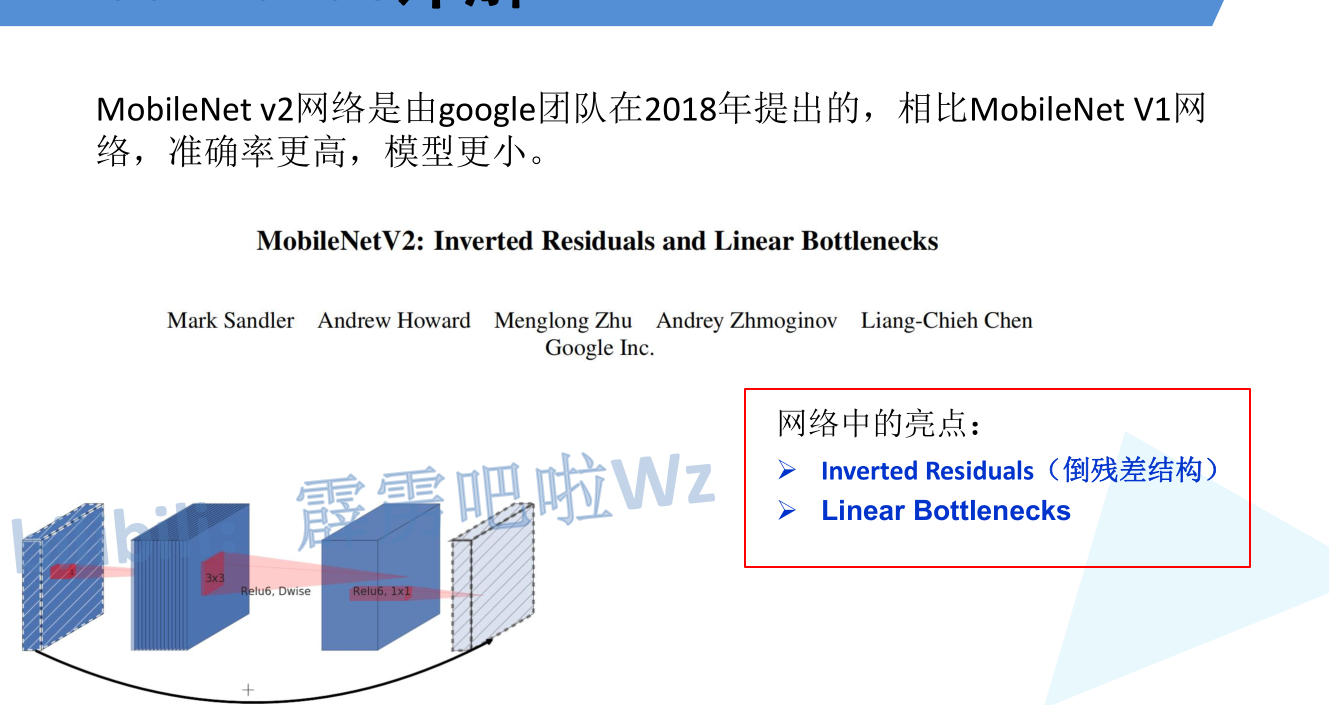 详解
MobileNet v2网络是由google团队在2018年提出的，相比MobileNet V1网
络，准确率更高，模型更小。
MobileNetV2: Inverted Residuals and Linear Bottlenecks
Mark Sandler Andrew Howard Menglong Zhu Andrey Zhmoginov Liang-Chieh Chen
Google Inc.
网络中的亮点：
➢ Inverted Residuals（倒残差结构）
➢ Linear Bottlenecks
霹雳吧啦Wz
3x3
Relu6, Dwise
Relu6, 1x1
+